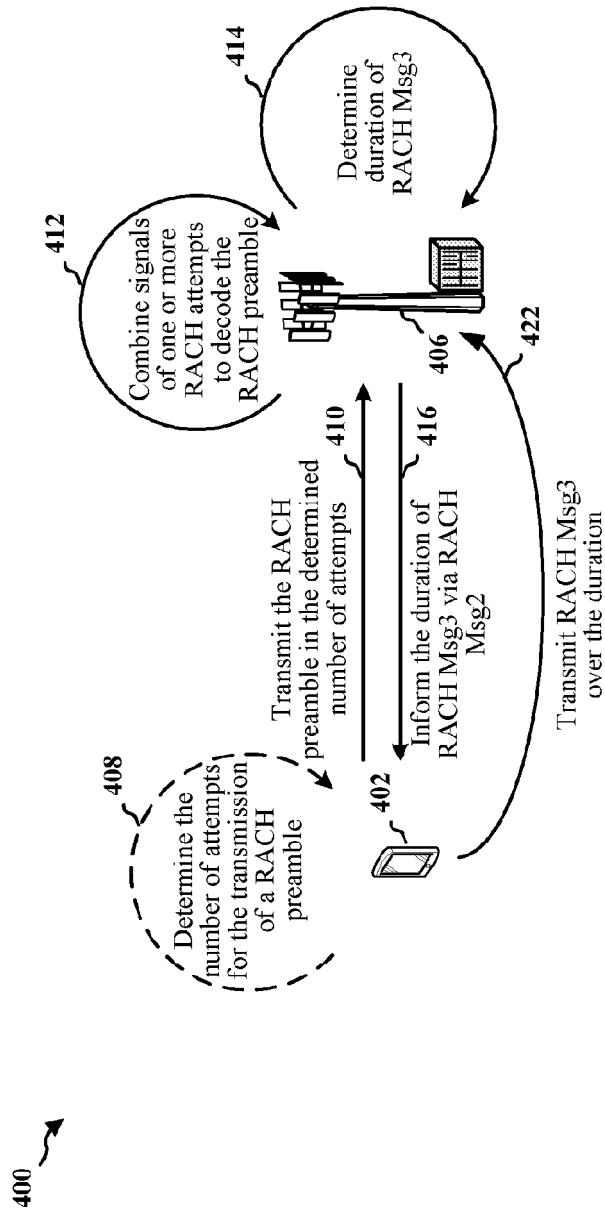 400
408
Determine the
number of attempts
for the transmission
of a RACH
preamble
402
Transmit the RACH
preamble in the determined
number of attempts
410
416
Inform the duration of
RACH Msg3 via RACH
Msg2
412
Combine signals
of one or more
RACH attempts
to decode the
RACH preamble
414
Determine
duration of
RACH Msg3
406
422
Transmit RACH Msg3
over the duration